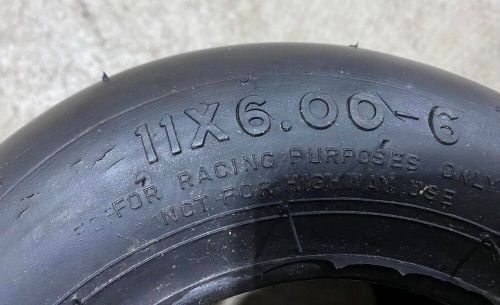 11X6.00-6
FOR RACING PURPOSES ONLY
NOT FOR HIGHWAY USE